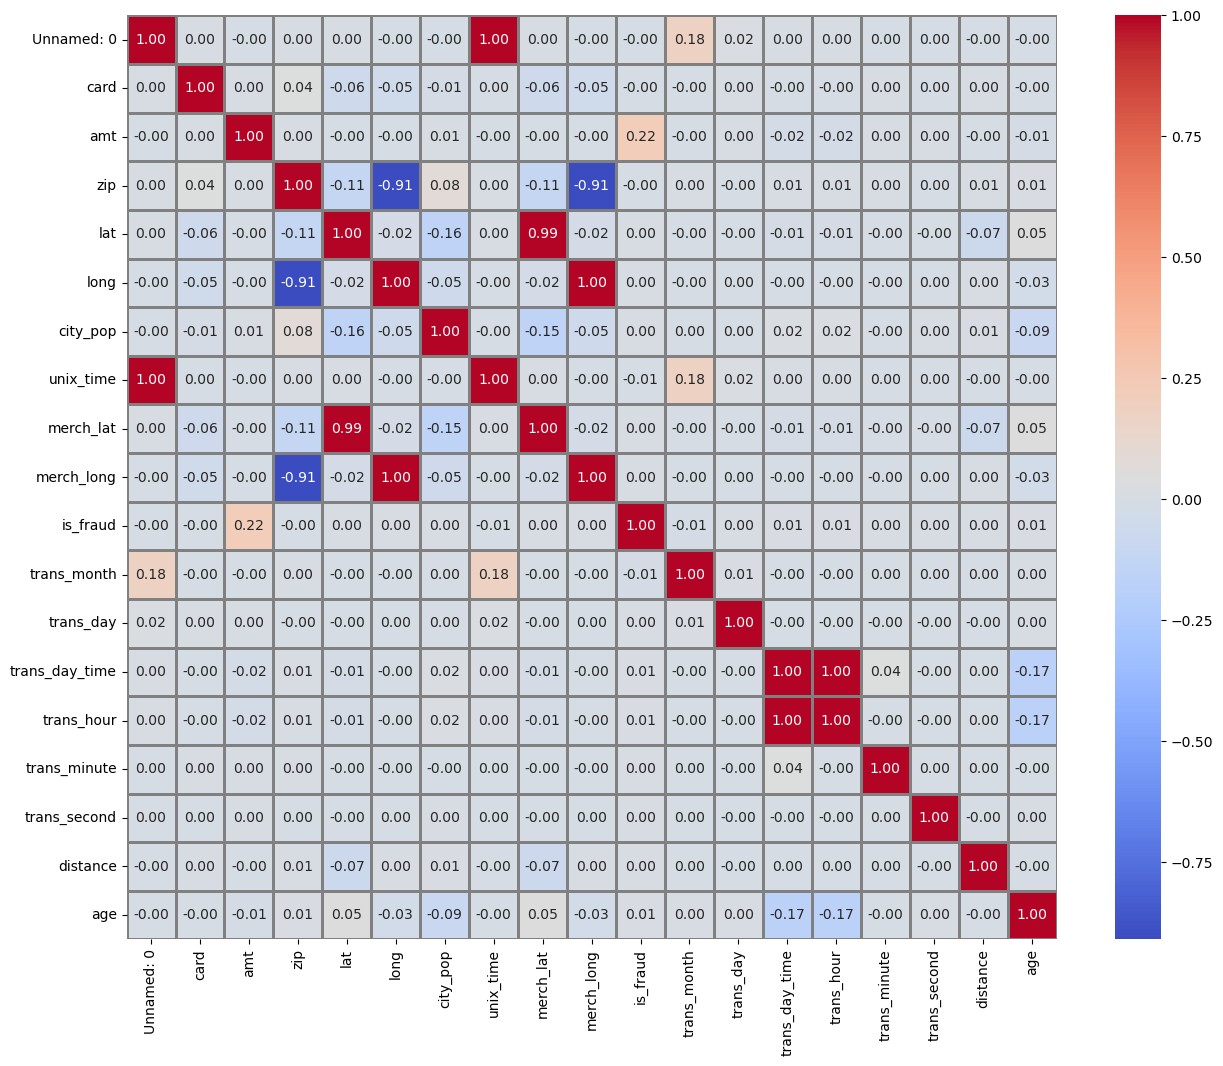 Unnamed: 0 1.00 0.00 -0.00 0.00 0.00 -0.00 -0.00 1.00 0.00 -0.00 -0.00 0.18 0.02 0.00 0.00 0.00 0.00 -0.00 -0.00 1.00
card 0.00 1.00 0.00 0.04 -0.06 -0.05 -0.01 0.00 -0.06 -0.05 -0.00 -0.00 0.00 -0.00 -0.00 0.00 0.00 0.00 -0.00
amt -0.00 0.00 1.00 0.00 -0.00 -0.00 0.01 -0.00 -0.00 -0.00 0.22 -0.00 0.00 -0.02 -0.02 0.00 0.00 -0.00 -0.01 0.75
zip 0.00 0.04 0.00 1.00 -0.11 -0.91 0.08 0.00 -0.11 -0.91 -0.00 0.00 -0.00 0.01 0.01 -0.00 -0.00 0.01 0.01
lat 0.00 -0.06 -0.00 -0.11 1.00 -0.02 -0.16 0.00 0.99 -0.02 0.00 -0.00 -0.00 -0.01 -0.01 -0.00 -0.00 -0.07 0.05 0.50
long -0.00 -0.05 -0.00 -0.91 -0.02 1.00 -0.05 -0.00 -0.02 1.00 0.00 -0.00 0.00 -0.00 -0.00 -0.00 -0.00 0.00 -0.03
city_pop -0.00 -0.01 0.01 0.08 -0.16 -0.05 1.00 -0.00 -0.15 -0.05 0.00 0.00 0.00 0.02 0.02 -0.00 0.00 0.01 -0.09
unix_time 1.00 0.00 -0.00 0.00 0.00 -0.00 -0.00 1.00 0.00 -0.00 -0.01 0.18 0.02 0.00 0.00 0.00 0.00 -0.00 -0.00 0.25
merch_lat 0.00 -0.06 -0.00 -0.11 0.99 -0.02 -0.15 0.00 1.00 -0.02 0.00 -0.00 -0.00 -0.01 -0.01 -0.00 -0.00 -0.07 0.05
merch_long -0.00 -0.05 -0.00 -0.91 -0.02 1.00 -0.05 -0.00 -0.02 1.00 0.00 -0.00 0.00 -0.00 -0.00 -0.00 -0.00 0.00 -0.03 0.00
is_fraud -0.00 -0.00 0.22 -0.00 0.00 0.00 0.00 -0.01 0.00 0.00 1.00 -0.01 0.00 0.01 0.01 0.00 0.00 0.00 0.01
trans_month 0.18 -0.00 -0.00 0.00 -0.00 -0.00 0.00 0.18 -0.00 -0.00 -0.01 1.00 0.01 -0.00 -0.00 0.00 0.00 -0.00 0.00
trans_day 0.02 0.00 0.00 -0.00 -0.00 0.00 0.00 0.02 -0.00 0.00 0.00 0.01 1.00 -0.00 -0.00 -0.00 -0.00 -0.00 0.00 −0.25
trans_day_time 0.00 -0.00 -0.02 0.01 -0.01 -0.00 0.02 0.00 -0.01 -0.00 0.01 -0.00 -0.00 1.00 1.00 0.04 -0.00 0.00 -0.17
trans_hour 0.00 -0.00 -0.02 0.01 -0.01 -0.00 0.02 0.00 -0.01 -0.00 0.01 -0.00 -0.00 1.00 1.00 -0.00 -0.00 0.00 -0.17 −0.50
trans_minute 0.00 0.00 0.00 -0.00 -0.00 -0.00 -0.00 0.00 -0.00 -0.00 0.00 0.00 -0.00 0.04 -0.00 1.00 0.00 0.00 -0.00
trans_second 0.00 0.00 0.00 -0.00 -0.00 -0.00 0.00 0.00 -0.00 -0.00 0.00 0.00 -0.00 -0.00 -0.00 0.00 1.00 -0.00 0.00
distance -0.00 0.00 -0.00 0.01 -0.07 0.00 0.01 -0.00 -0.07 0.00 0.00 -0.00 -0.00 0.00 0.00 0.00 -0.00 1.00 -0.00 −0.75
age -0.00 -0.00 -0.01 0.01 0.05 -0.03 -0.09 -0.00 0.05 -0.03 0.01 0.00 0.00 -0.17 -0.17 -0.00 0.00 -0.00 1.00
Unnamed: 0 card amt zip lat long city_pop unix_time merch_lat merch_long is_fraud trans_month trans_day trans_day_time trans_hour trans_minute trans_second distance age